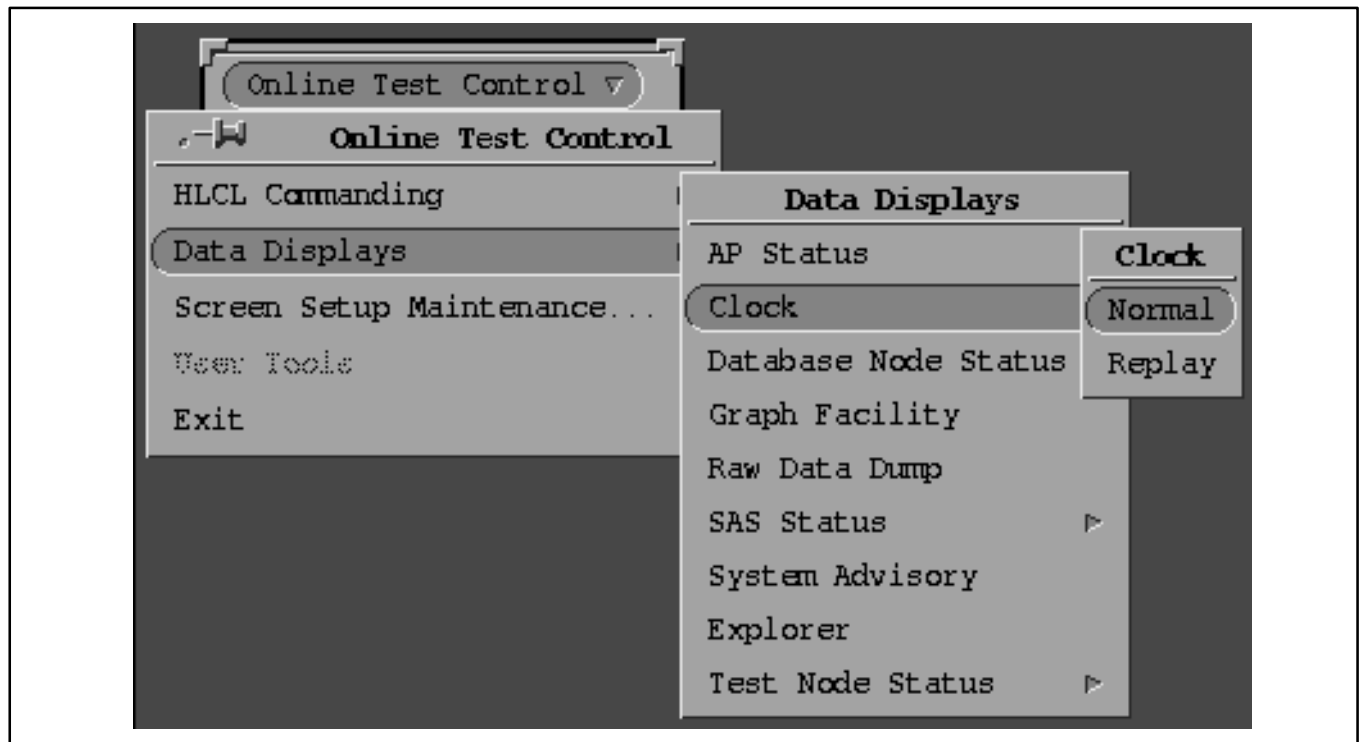 Online Test Control
Online Test Control
HLCL Commanding
Data Displays
Screen Setup Maintenance...
User Tools
Exit
Data Displays
AP Status
Clock
Database Node Status
Graph Facility
Raw Data Dump
SAS Status
System Advisory
Explorer
Test Node Status
Clock
Normal
Replay